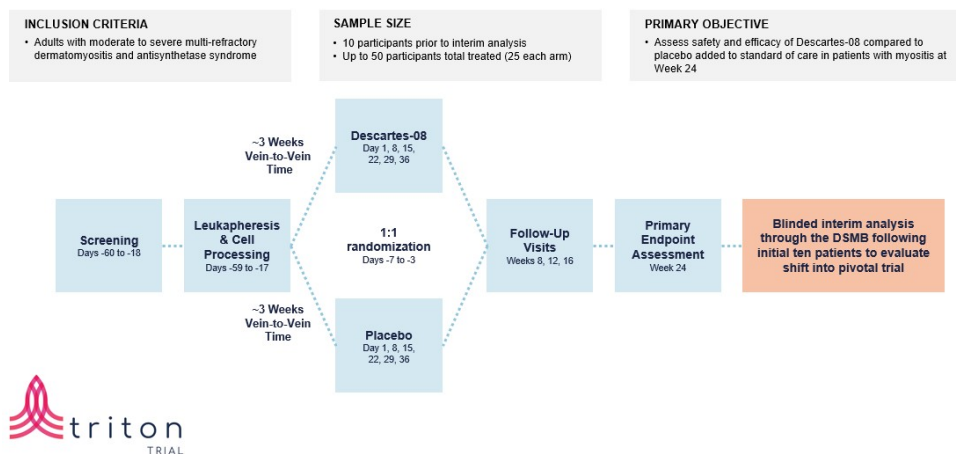 INCLUSION CRITERIA
• Adults with moderate to severe multi-refractory
dermatomyositis and antisynthetase syndrome
SAMPLE SIZE
• 10 participants prior to interim analysis
• Up to 50 participants total treated (25 each arm)
PRIMARY OBJECTIVE
• Assess safety and efficacy of Descartes-08 compared to
placebo added to standard of care in patients with myositis at
Week 24
Screening
Days -60 to -18
Leukapheresis
& Cell
Processing
Days -59 to -17
~3 Weeks
Vein-to-Vein
Time
Descartes-08
Day 1, 8, 15,
22, 29, 36
1:1
randomization
Days -7 to -3
~3 Weeks
Vein-to-Vein
Time
Placebo
Day 1, 8, 15,
22, 29, 36
Follow-Up
Visits
Weeks 8, 12, 16
Primary
Endpoint
Assessment
Week 24
Blinded interim analysis
through the DSMB following
initial ten patients to evaluate
shift into pivotal trial
triton
TRIAL